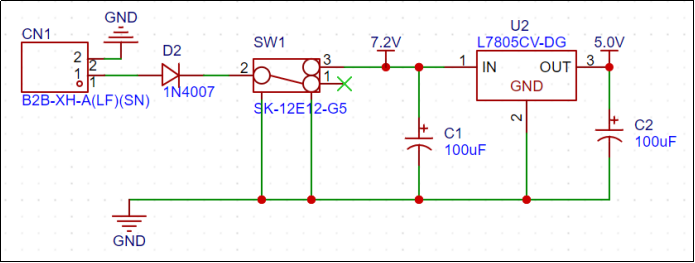 GND
CN1
2
2
1
1
B2B-XH-A(LF)(SN)
D2
1N4007
SW1
2
3
1
SK-12E12-G5
7.2V
U2
L7805CV-DG
1
IN
OUT
3
GND
2
5.0V
C1
100uF
C2
100uF
GND